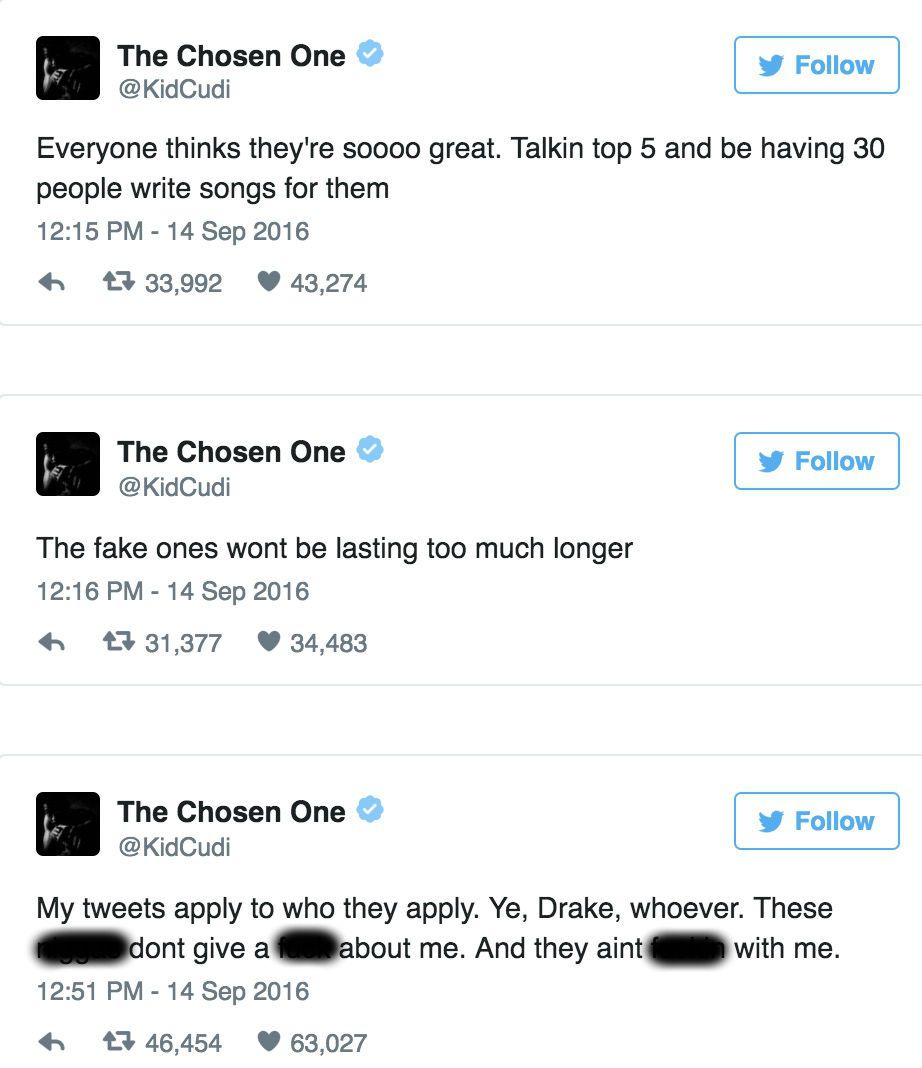 The Chosen One
@KidCudi
Follow
Everyone thinks they're soooo great. Talkin top 5 and be having 30
people write songs for them
12:15 PM - 14 Sep 2016
33,992 43,274
The Chosen One
@KidCudi
Follow
The fake ones wont be lasting too much longer
12:16 PM - 14 Sep 2016
31,377 34,483
The Chosen One
@KidCudi
Follow
My tweets apply to who they apply. Ye, Drake, whoever. These
dont give a about me. And they aint with me.
12:51 PM - 14 Sep 2016
46,454 63,027